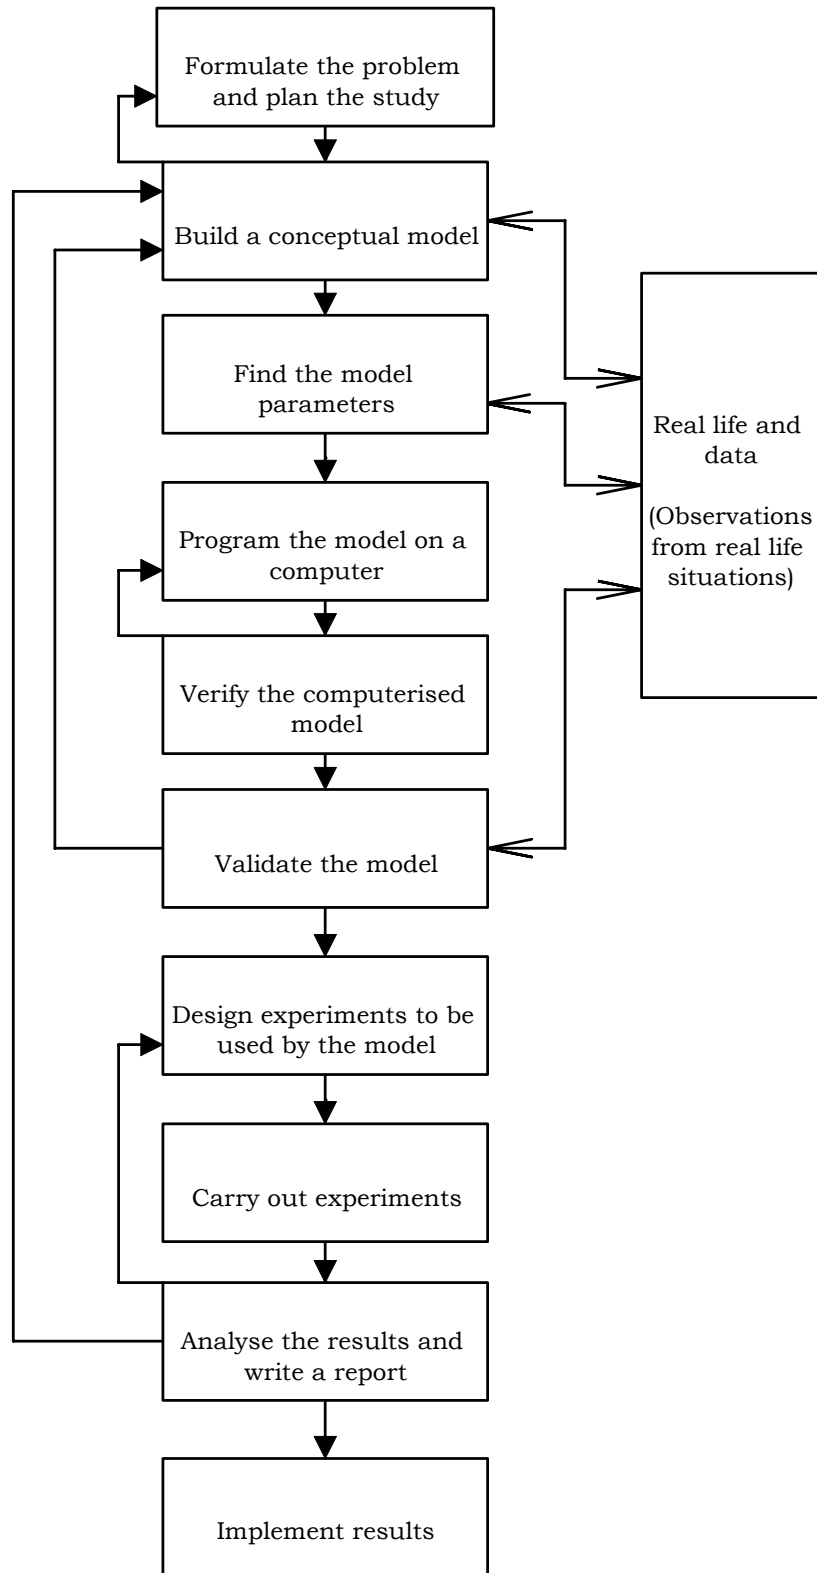 Formulate the problem
and plan the study
Build a conceptual model
Find the model
parameters
Real life and
data
(Observations
from real life
situations)
Program the model on a
computer
Verify the computerised
model
Validate the model
Design experiments to be
used by the model
Carry out experiments
Analyse the results and
write a report
Implement results